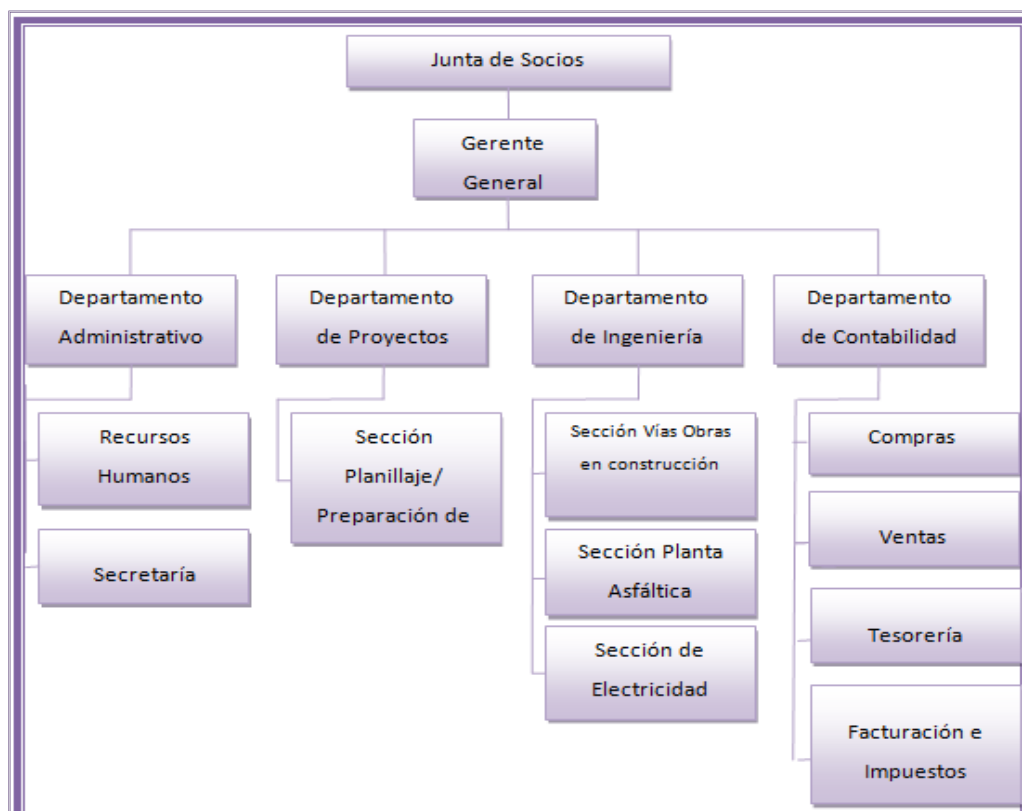 Junta de Socios
Gerente
General
Departamento
Administrativo
Departamento
de Proyectos
Departamento
de Ingeniería
Departamento
de Contabilidad
Recursos
Humanos
Secretaría
Sección
Planillaje/
Preparación de
Sección Vías Obras
en construcción
Sección Planta
Asfáltica
Sección de
Electricidad
Compras
Ventas
Tesorería
Facturación e
Impuestos